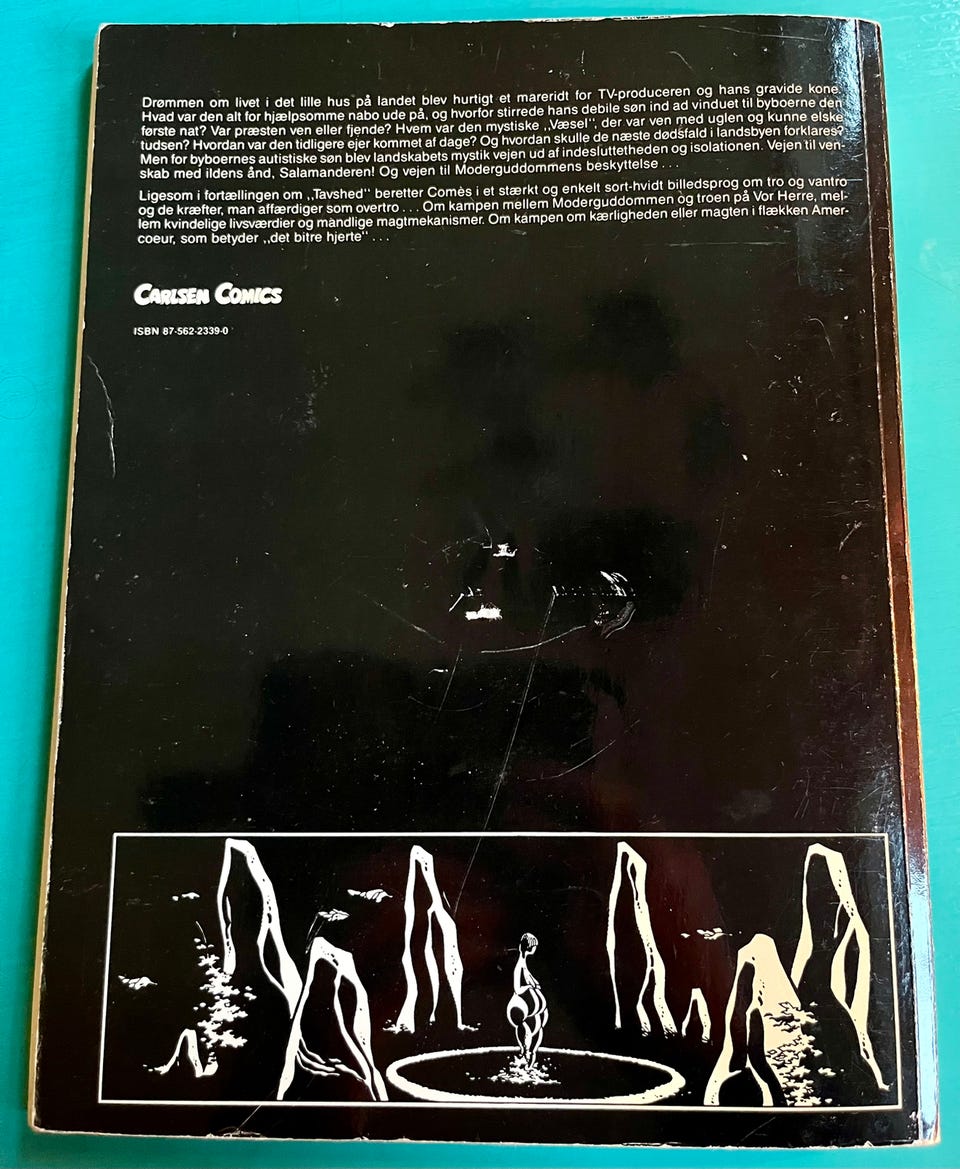 Drømmen om livet i det lille hus på landet blev hurtigt et mareridt for TV-produceren og hans gravide kone.
Hvad var den alt for hjælpsomme nabo ude på, og hvorfor stirrede hans debile søn ind ad vinduet til byboerne den
første nat? Var præsten ven eller fjende? Hvem var den mystiske ,,Væsel", der var ven med uglen og kunne elske
tudsen? Hvordan var den tidligere ejer kommet af dage? Og hvordan skulle de næste dødsfald i landsbyen forklares?
Men for byboernes autistiske søn blev landskabets mystik vejen ud af indesluttetheden og isolationen. Vejen til ven-
skab med ildens ånd, Salamanderen! Og vejen til Moderguddommens beskyttelse . . .
Ligesom i fortællingen om ,,Tavshed" beretter Comès i et stærkt og enkelt sort-hvidt billedsprog om tro og vantro
og de kræfter, man affærdiger som overtro . . . Om kampen mellem Moderguddommen og troen på Vor Herre, mel-
lem kvindelige livsværdier og mandlige magtmekanismer. Om kampen om kærligheden eller magten i flækken Amer-
coeur, som betyder ,,det bitre hjerte" . . .
CARLSEN COMICS
ISBN 87-562-2339-0